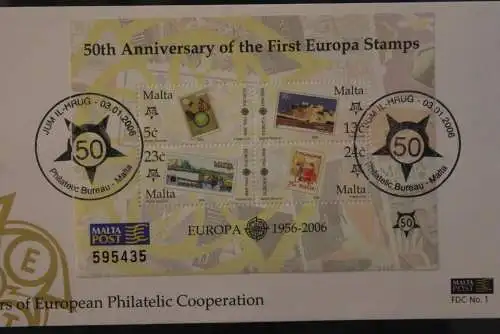 50th Anniversary of the First Europa Stamps
Malta
5c
Malta
13c
23c
Malta
24c
Malta
JUM IL-HRUG - 03.01.2006
50
Philatelic Bureau - Malta
JUM IL-HRUG - 03.01.2006
50
Philatelic Bureau - Malta
MALTA
POST
595435
EUROPA 1956-2006
50
rs of European Philatelic Cooperation
MALTA
POST
FDC No. 1